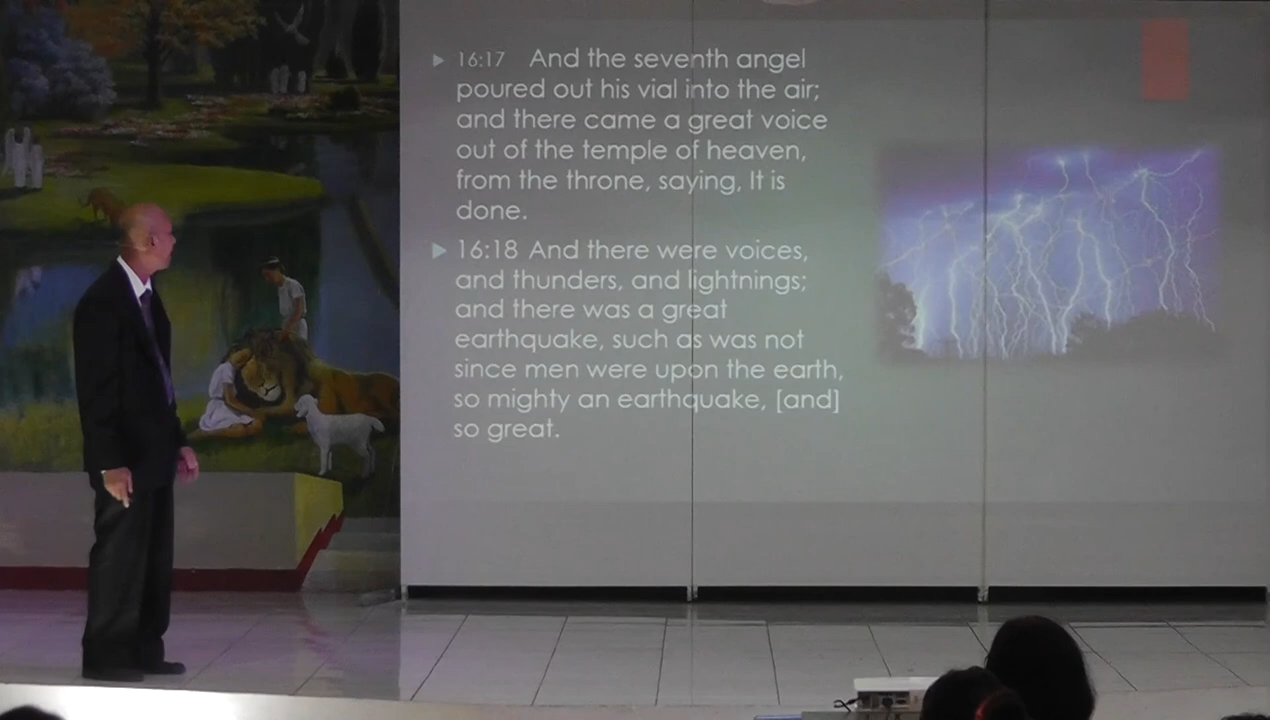 16:17 And the seventh angel
poured out his vial into the air;
and there came a great voice
out of the temple of heaven,
from the throne, saying, It is
done.
16:18 And there were voices,
and thunders, and lightnings;
and there was a great
earthquake, such as was not
since men were upon the earth,
so mighty an earthquake, [and]
so great.